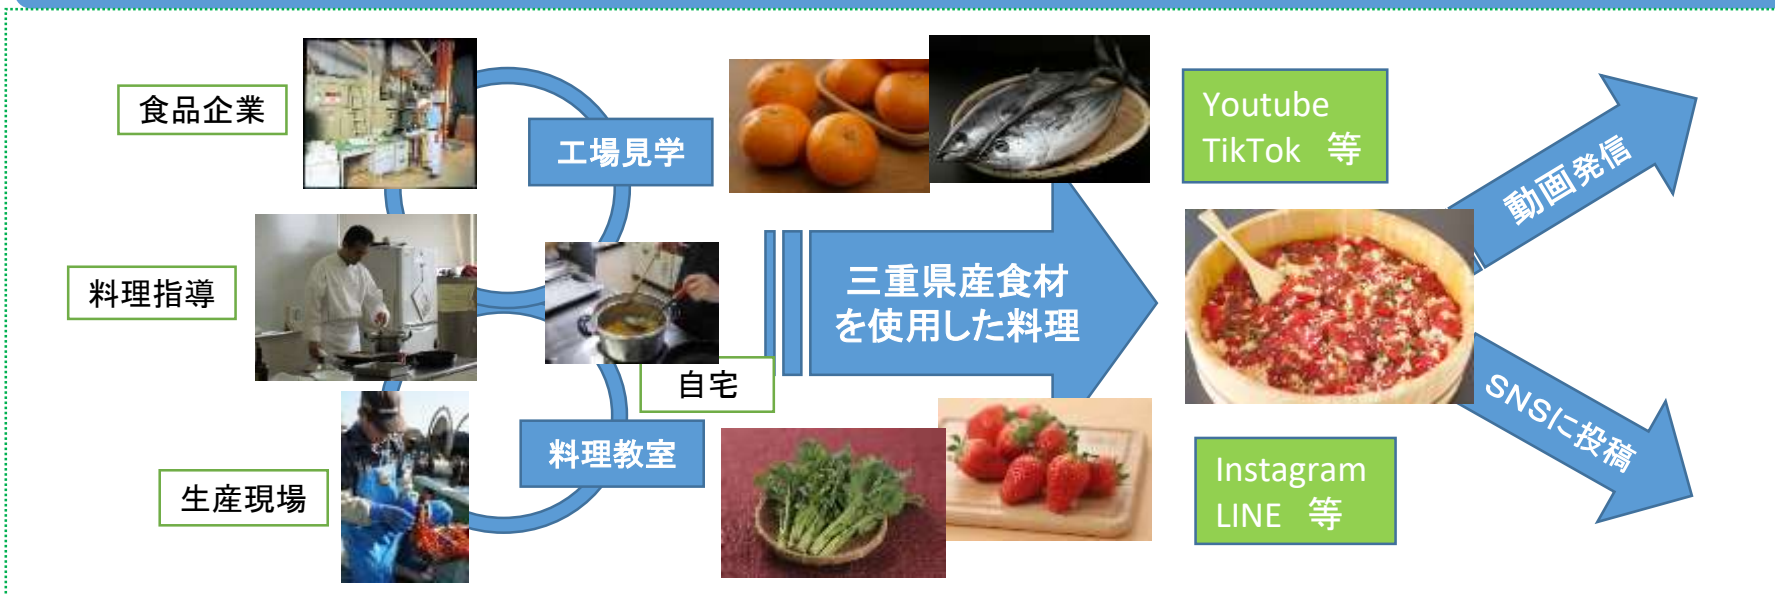 食品企業
工場見学
料理指導
自宅
料理教室
生産現場
三重県産食材
を使用した料理
Youtube
TikTok 等
動画発信
SNSに投稿
Instagram
LINE 等